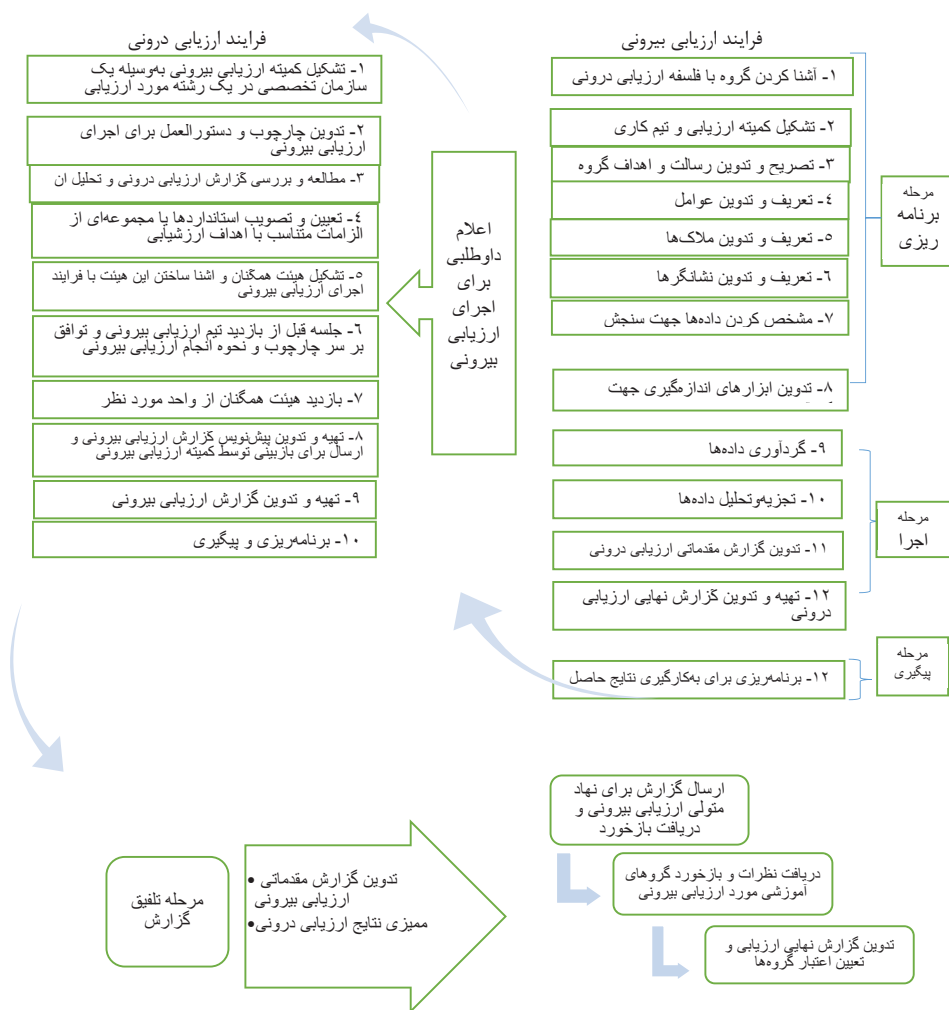 فرایند ارزیابی بیرونی
۱- آشنا کردن گروه با فلسفه ارزیابی درونی
۲- تشکیل کمیته ارزیابی و تیم کاری
۳- تصریح و تدوین رسالت و اهداف گروه
٤- تعریف و تدوین عوامل
۵- تعریف و تدوین ملاک‌ها
٦- تعریف و تدوین نشانگرها
۷- مشخص کردن داده‌ها جهت سنجش
۸- تدوین ابزارهای اندازه‌گیری جهت
مرحله
برنامه
ریزی
۹- گردآوری داده‌ها
۱۰- تجزیه‌وتحلیل داده‌ها
۱۱- تدوین گزارش مقدماتی ارزیابی درونی
۱۲- تهیه و تدوین گزارش نهایی ارزیابی
درونی
مرحله
اجرا
۱۲- برنامه‌ریزی برای به‌کارگیری نتایج حاصل
مرحله
پیگیری
اعلام
داوطلبی
برای
اجرای
ارزیابی
بیرونی
فرایند ارزیابی درونی
۱- تشکیل کمیته ارزیابی بیرونی به‌وسیله یک
سازمان تخصصی در یک رشته مورد ارزیابی
۲- تدوین چارچوب و دستورالعمل برای اجرای
ارزیابی بیرونی
۳- مطالعه و بررسی گزارش ارزیابی درونی و تحلیل ان
٤- تعیین و تصویب استانداردها یا مجموعه‌ای از
الزامات متناسب با اهداف ارزشیابی
۵- تشکیل هیئت همگنان و اشنا ساختن این هیئت با فرایند
اجرای ارزیابی بیرونی
٦- جلسه قبل از بازدید تیم ارزیابی بیرونی و توافق
بر سر چارچوب و نحوه انجام ارزیابی بیرونی
۷- بازدید هیئت همگنان از واحد مورد نظر
۸- تهیه و تدوین پیش‌نویس گزارش ارزیابی بیرونی و
ارسال برای بازبینی توسط کمیته ارزیابی بیرونی
۹- تهیه و تدوین گزارش ارزیابی بیرونی
۱۰- برنامه‌ریزی و پیگیری
مرحله تلفیق
گزارش
• تدوین گزارش مقدماتی
ارزیابی بیرونی
• ممیزی نتایج ارزیابی درونی
ارسال گزارش برای نهاد
متولی ارزیابی بیرونی و
دریافت بازخورد
دریافت نظرات و بازخورد گروهای
آموزشی مورد ارزیابی بیرونی
تدوین گزارش نهایی ارزیابی و
تعیین اعتبار گروه‌ها